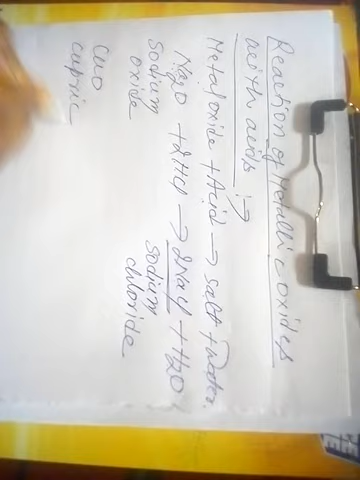 Reaction of Metallic oxides
with acids :→
Metal oxide + Acid → salt + water.
Na2O + 2HCl → 2NaCl + H2O
Sodium oxide
sodium chloride
CuO
cupric